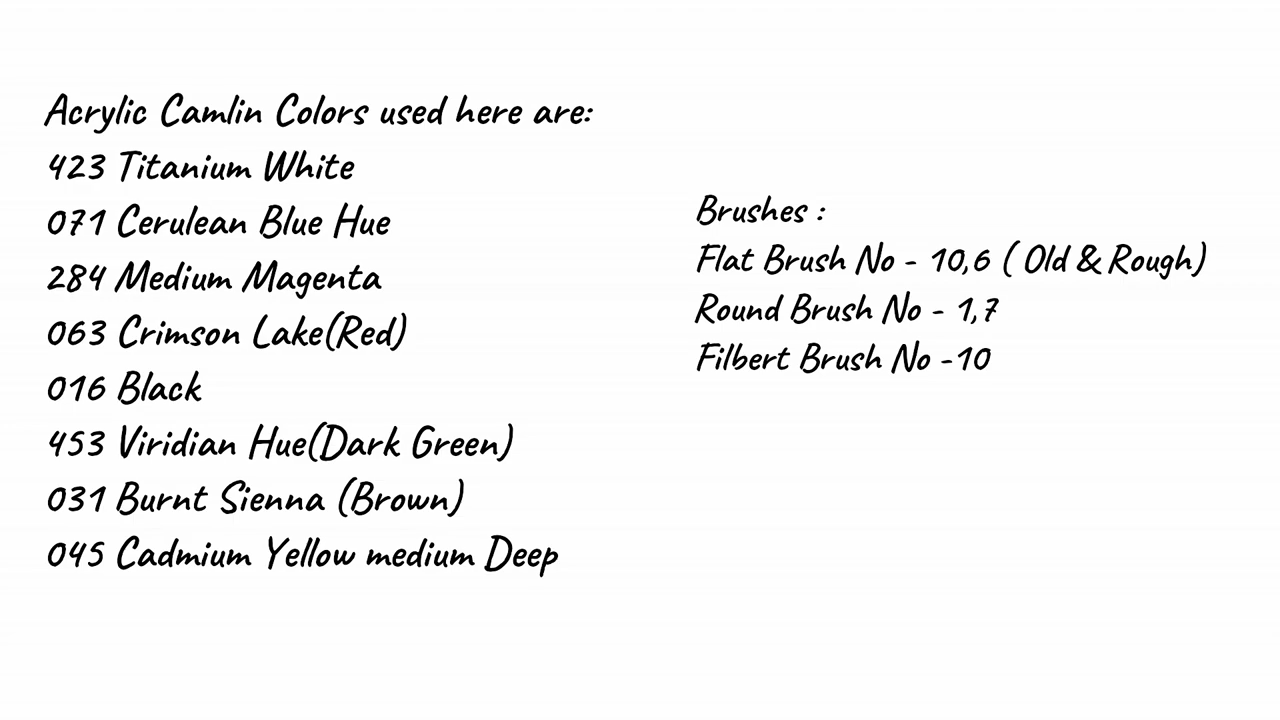 Acrylic Camlin Colors used here are:
423 Titanium White
071 Cerulean Blue Hue
284 Medium Magenta
063 Crimson Lake(Red)
016 Black
453 Viridian Hue(Dark Green)
031 Burnt Sienna (Brown)
045 Cadmium Yellow medium Deep
Brushes :
Flat Brush No - 10,6 ( Old & Rough)
Round Brush No - 1,7
Filbert Brush No -10